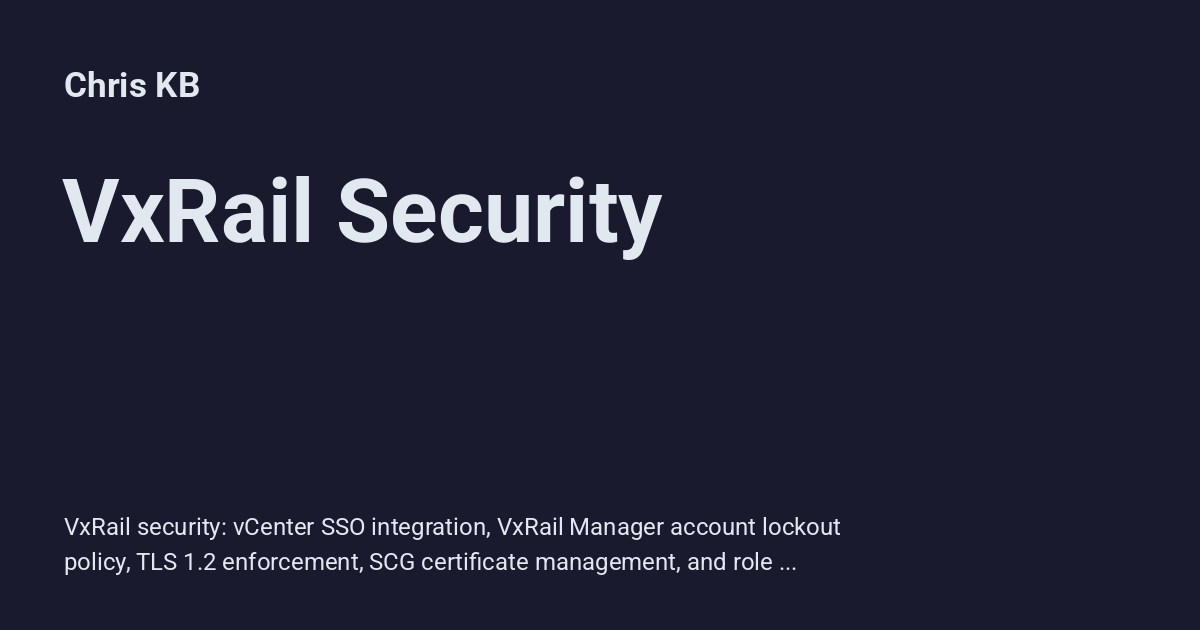 Chris KB
VxRail Security
VxRail security: vCenter SSO integration, VxRail Manager account lockout
policy, TLS 1.2 enforcement, SCG certificate management, and role ...